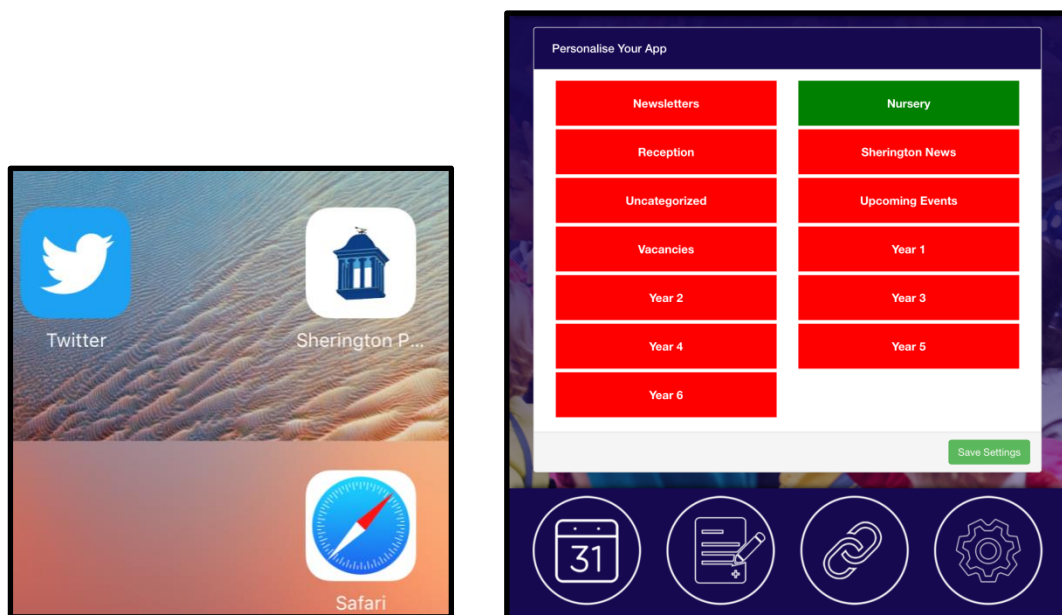 Twitter
Sherington P...
Safari
Personalise Your App
Newsletters
Nursery
Reception
Sherington News
Uncategorized
Upcoming Events
Vacancies
Year 1
Year 2
Year 3
Year 4
Year 5
Year 6
Save Settings
31